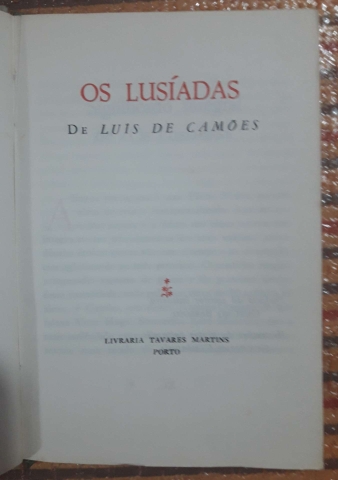 OS LUSÍADAS
DE LUIS DE CAMÕES
LIVRARIA TAVARES MARTINS
PORTO